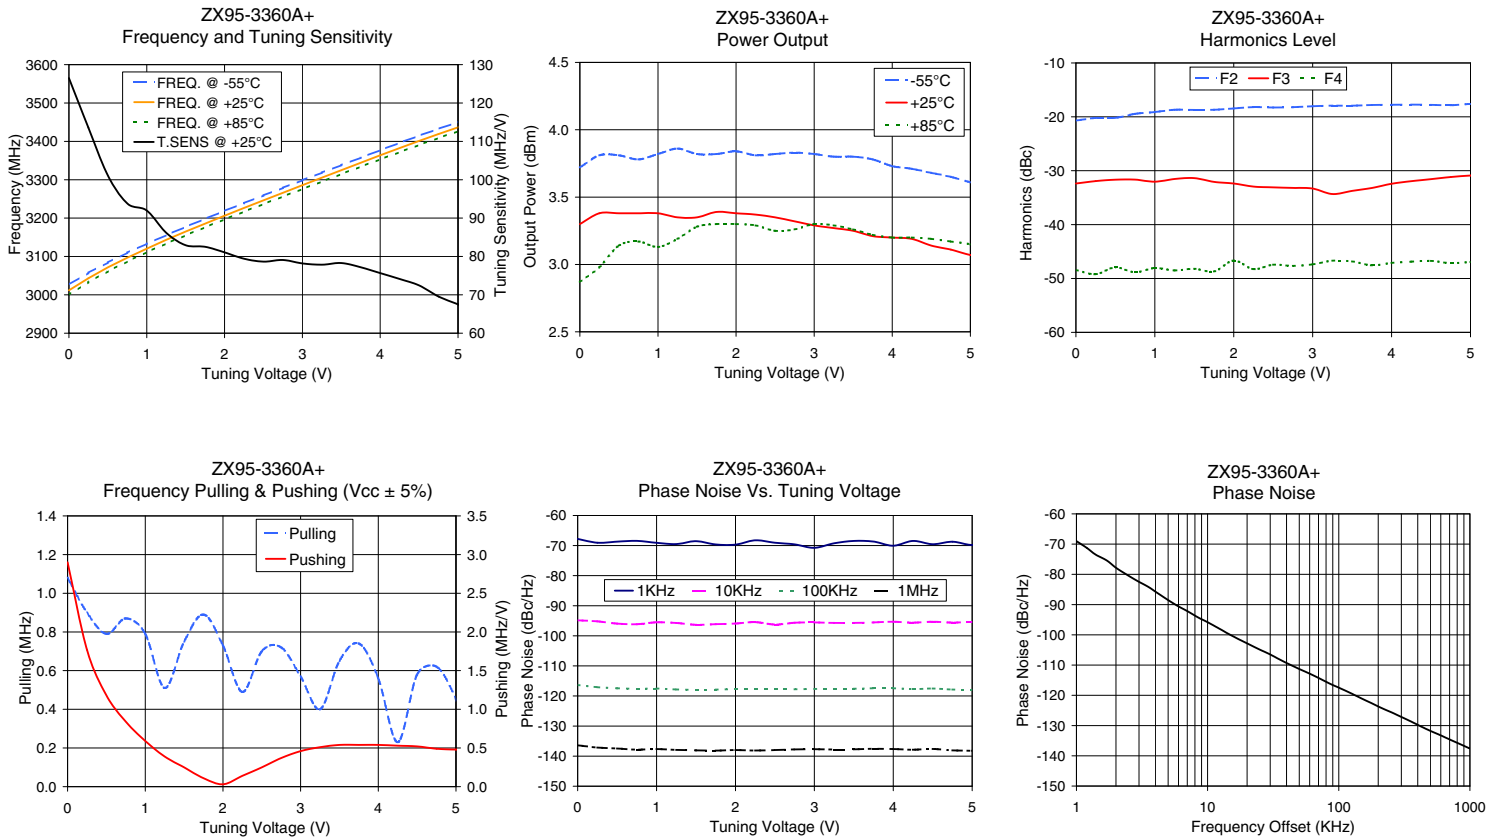 ZX95-3360A+
Frequency and Tuning Sensitivity
3600
3500
3400
3300
3200
3100
3000
2900
Frequency (MHz)
FREQ. @ -55°C
FREQ. @ +25°C
FREQ. @ +85°C
T.SENS @ +25°C
130
120
110
100
90
80
70
60
Tuning Sensitivity (MHz/V)
0 1 2 3 4 5
Tuning Voltage (V)
ZX95-3360A+
Power Output
4.5
4.0
3.5
3.0
2.5
Output Power (dBm)
-55°C
+25°C
+85°C
0 1 2 3 4 5
Tuning Voltage (V)
ZX95-3360A+
Harmonics Level
-10
-20
-30
-40
-50
-60
Harmonics (dBc)
F2 F3 F4
0 1 2 3 4 5
Tuning Voltage (V)
ZX95-3360A+
Frequency Pulling & Pushing (Vcc ± 5%)
1.4
1.2
1.0
0.8
0.6
0.4
0.2
0.0
Pulling (MHz)
Pulling
Pushing
3.5
3.0
2.5
2.0
1.5
1.0
0.5
0.0
Pushing (MHz/V)
0 1 2 3 4 5
Tuning Voltage (V)
ZX95-3360A+
Phase Noise Vs. Tuning Voltage
-60
-70
-80
-90
-100
-110
-120
-130
-140
-150
Phase Noise (dBc/Hz)
1KHz 10KHz 100KHz 1MHz
0 1 2 3 4 5
Tuning Voltage (V)
ZX95-3360A+
Phase Noise
-60
-70
-80
-90
-100
-110
-120
-130
-140
-150
Phase Noise (dBc/Hz)
1 10 100 1000
Frequency Offset (KHz)